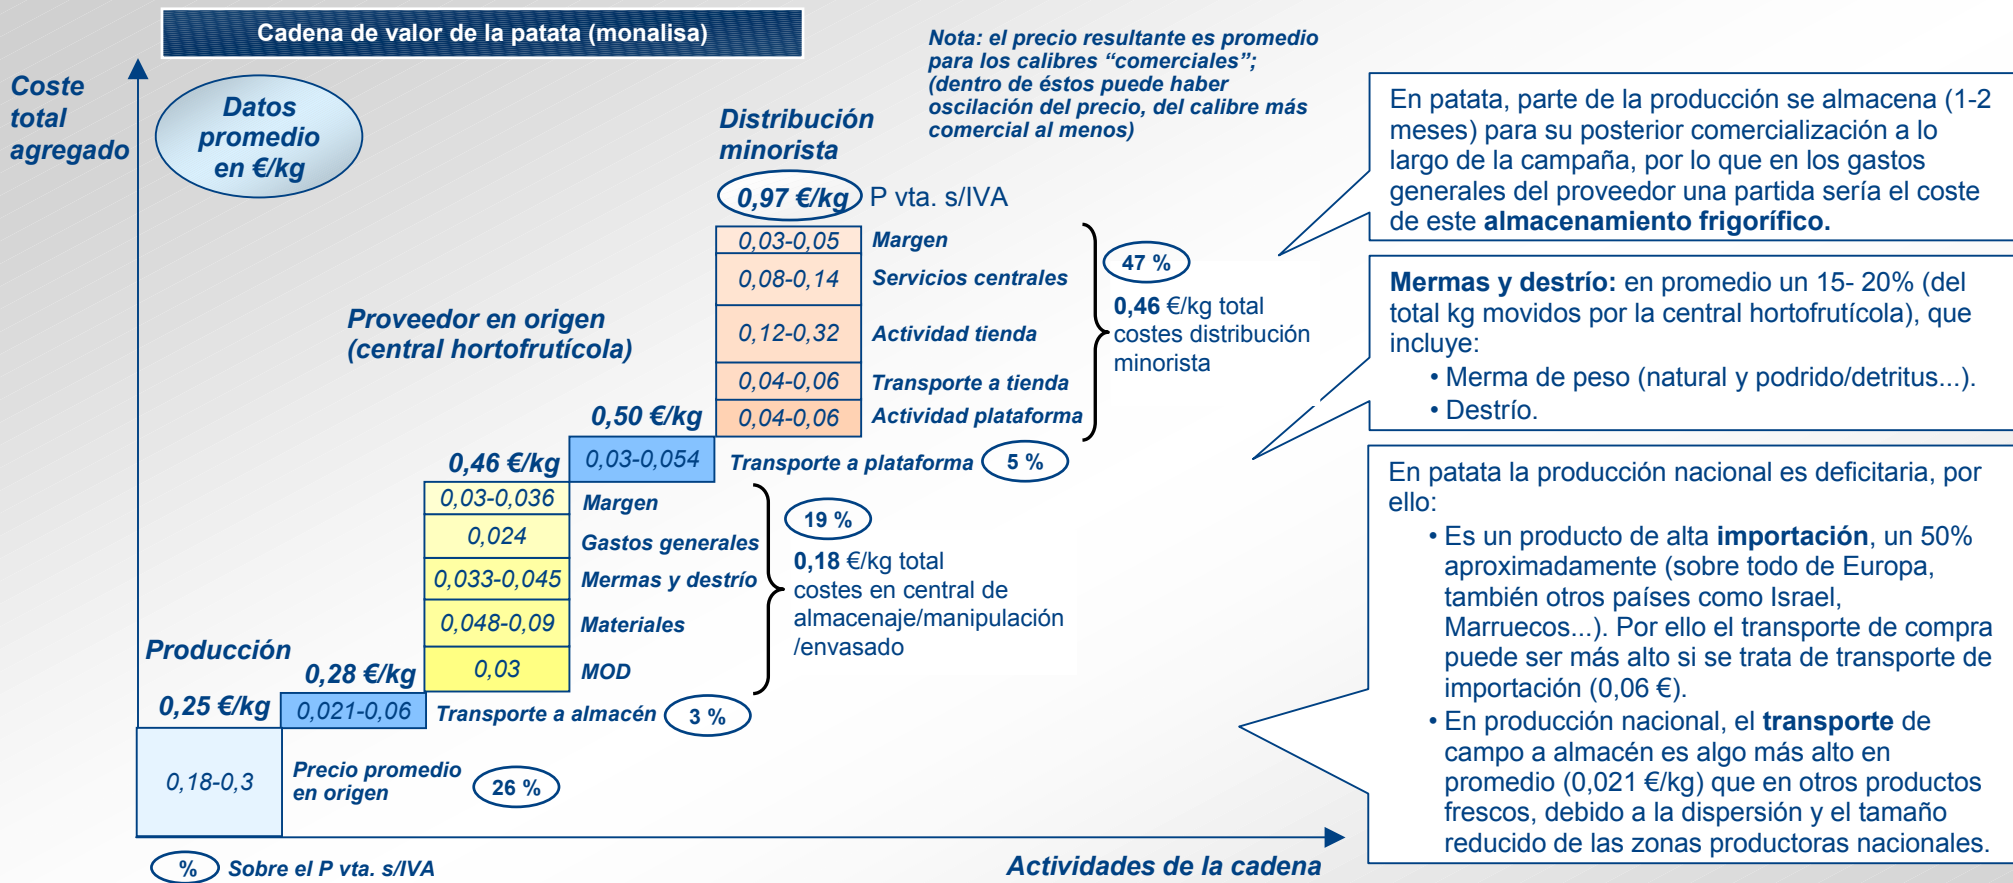 Cadena de valor de la patata (monalisa)
Coste
total
agregado
Datos
promedio
en €/kg
Nota: el precio resultante es promedio
para los calibres “comerciales”;
(dentro de éstos puede haber
oscilación del precio, del calibre más
comercial al menos)
Distribución
minorista
0,97 €/kg P vta. s/IVA
0,03-0,05 Margen
0,08-0,14 Servicios centrales
0,12-0,32 Actividad tienda
0,04-0,06 Transporte a tienda
0,04-0,06 Actividad plataforma
47 %
0,46 €/kg total
costes distribución
minorista
Proveedor en origen
(central hortofrutícola)
0,50 €/kg
0,03-0,054 Transporte a plataforma 5 %
0,46 €/kg
0,03-0,036 Margen
0,024 Gastos generales
0,033-0,045 Mermas y destrío
0,048-0,09 Materiales
0,03 MOD
19 %
0,18 €/kg total
costes en central de
almacenaje/manipulación
/envasado
Producción
0,28 €/kg
0,021-0,06 Transporte a almacén 3 %
0,25 €/kg
0,18-0,3
Precio promedio
en origen
26 %
% Sobre el P vta. s/IVA
Actividades de la cadena
En patata, parte de la producción se almacena (1-2
meses) para su posterior comercialización a lo
largo de la campaña, por lo que en los gastos
generales del proveedor una partida sería el coste
de este almacenamiento frigorífico.
Mermas y destrío: en promedio un 15- 20% (del
total kg movidos por la central hortofrutícola), que
incluye:
• Merma de peso (natural y podrido/detritus...).
• Destrío.
En patata la producción nacional es deficitaria, por
ello:
• Es un producto de alta importación, un 50%
aproximadamente (sobre todo de Europa,
también otros países como Israel,
Marruecos...). Por ello el transporte de compra
puede ser más alto si se trata de transporte de
importación (0,06 €).
• En producción nacional, el transporte de
campo a almacén es algo más alto en
promedio (0,021 €/kg) que en otros productos
frescos, debido a la dispersión y el tamaño
reducido de las zonas productoras nacionales.